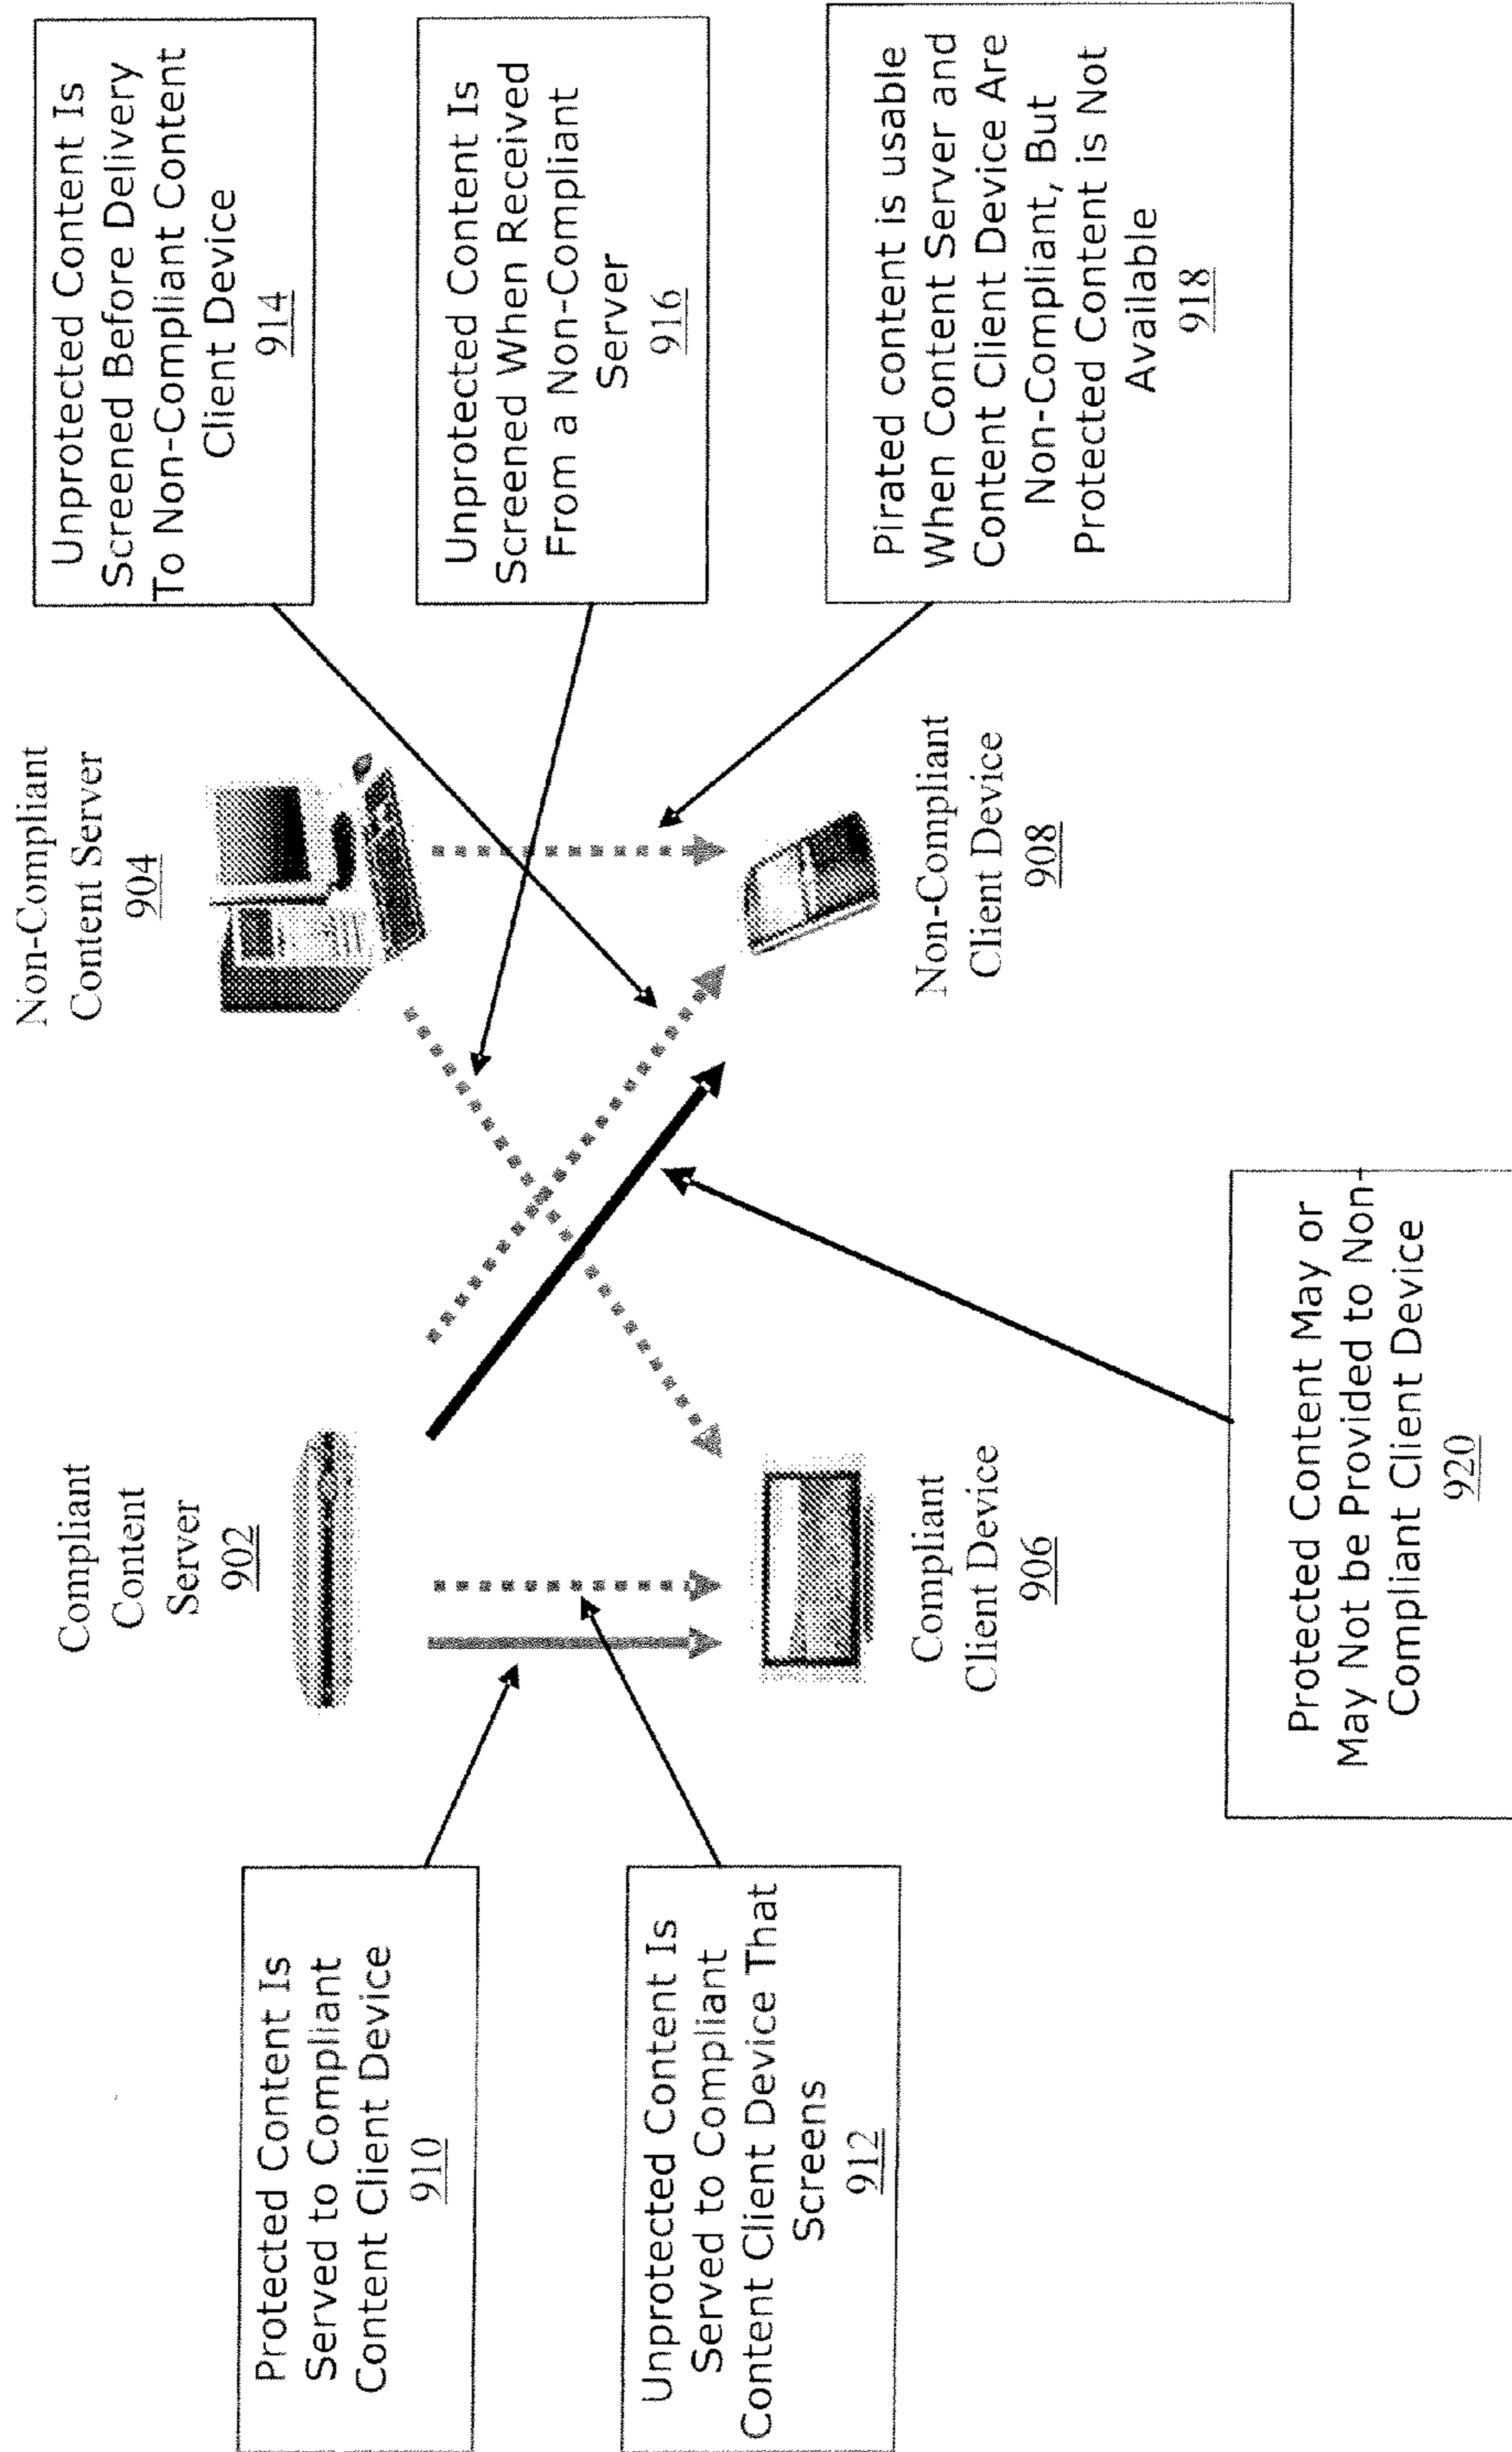 Compliant
Content
Server
902
Non-Compliant
Content Server
904
Protected Content Is
Served to Compliant
Content Client Device
910
Unprotected Content Is
Served to Compliant
Content Client Device That
Screens
912
Unprotected Content Is
Screened Before Delivery
To Non-Compliant Content
Client Device
914
Unprotected Content Is
Screened When Received
From a Non-Compliant
Server
916
Pirated content is usable
When Content Server and
Content Client Device Are
Non-Compliant, But
Protected Content is Not
Available
918
Compliant
Client Device
906
Non-Compliant
Client Device
908
Protected Content May or
May Not be Provided to Non-
Compliant Client Device
920